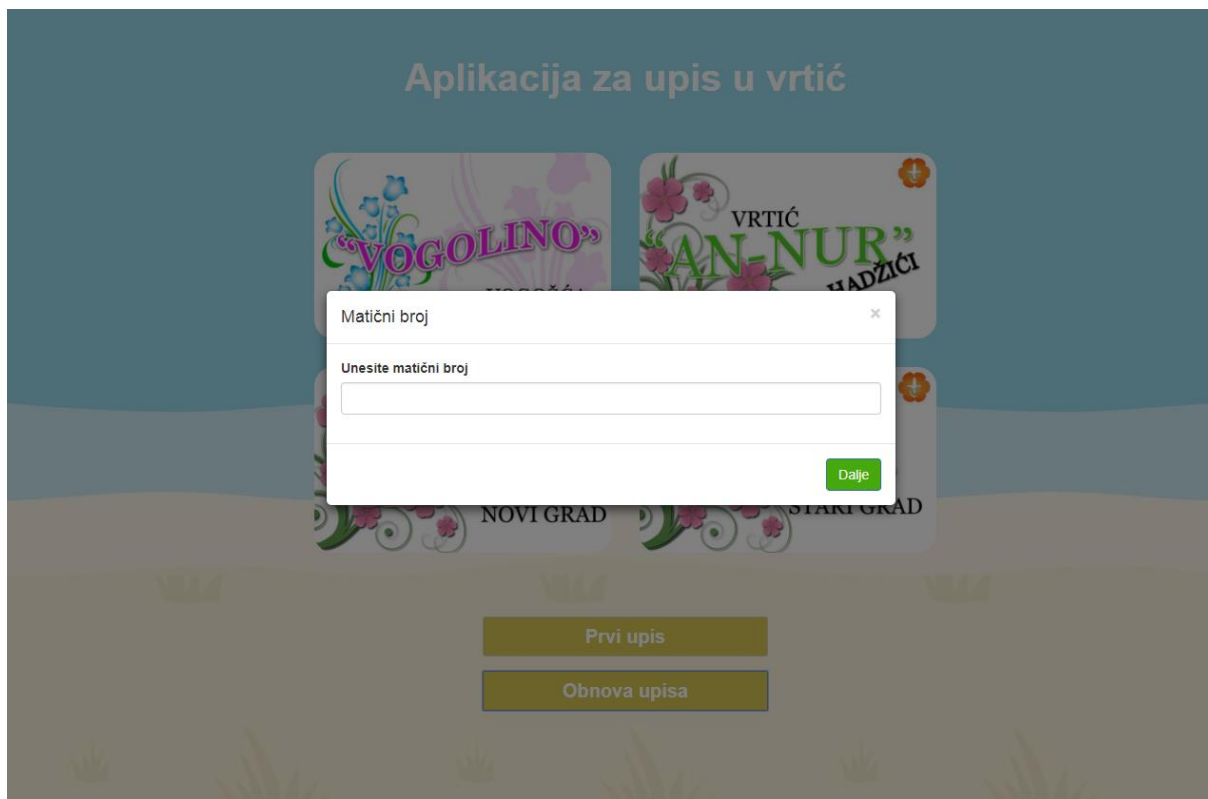 Aplikacija za upis u vrtić
“VOGOLINO”
VRTIĆ
“AN-NUR”
HADŽIĆI
Matični broj
×
Unesite matični broj
Dalje
NOVI GRAD
STARI GRAD
Prvi upis
Obnova upisa